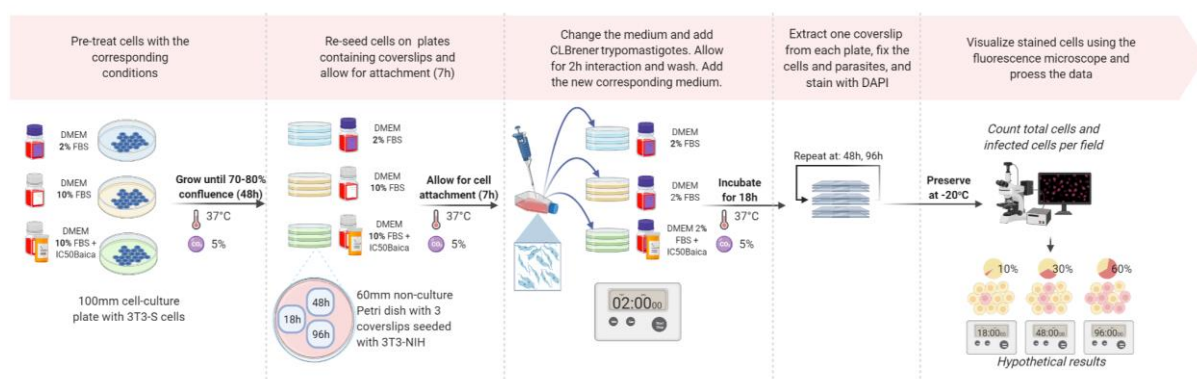 Pre-treat cells with the
corresponding
conditions
Re-seed cells on plates
containing coverslips and
allow for attachment (7h)
Change the medium and add
CLBrener trypomastigotes. Allow
for 2h interaction and wash. Add
the new corresponding medium.
Extract one coverslip
from each plate, fix the
cells and parasites, and
stain with DAPI
Visualize stained cells using the
fluorescence microscope and
proess the data
DMEM
2% FBS
DMEM
10% FBS
DMEM
10% FBS +
IC50Baica
Grow until 70-80%
confluence (48h)
37°C
CO₂
5%
100mm cell-culture
plate with 3T3-S cells
DMEM
2% FBS
DMEM
10% FBS
DMEM
10% FBS +
IC50Baica
Allow for cell
attachment (7h)
37°C
CO₂
5%
18h
48h
96h
60mm non-culture
Petri dish with 3
coverslips seeded
with 3T3-NIH
DMEM
2% FBS
DMEM
2% FBS
DMEM 2%
FBS +
IC50Baica
02:00:00
Incubate
for 18h
37°C
CO₂
5%
Repeat at: 48h, 96h
Preserve
at -20ºC
Count total cells and
infected cells per field
10%
30%
60%
18:00:00
48:00:00
96:00:00
Hypothetical results